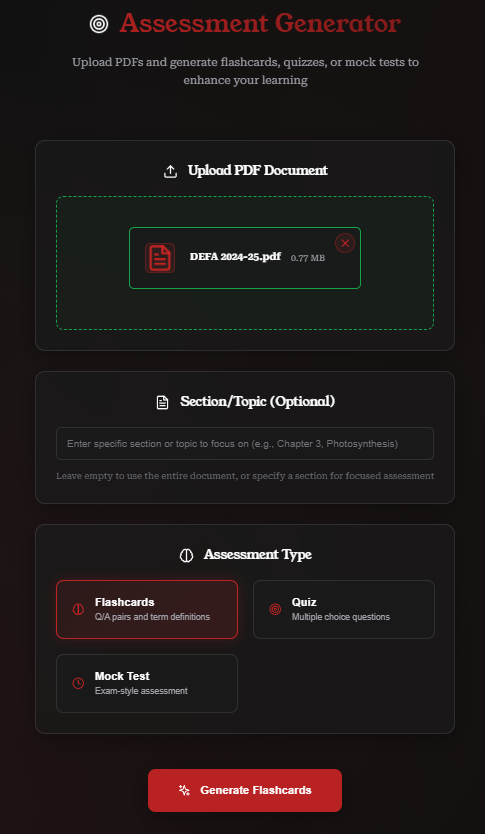 Assessment Generator
Upload PDFs and generate flashcards, quizzes, or mock tests to
enhance your learning
Upload PDF Document
DEFA 2024-25.pdf 0.77 MB
Section/Topic (Optional)
Enter specific section or topic to focus on (e.g., Chapter 3, Photosynthesis)
Leave empty to use the entire document, or specify a section for focused assessment
Assessment Type
Flashcards
Q/A pairs and term definitions
Quiz
Multiple choice questions
Mock Test
Exam-style assessment
Generate Flashcards